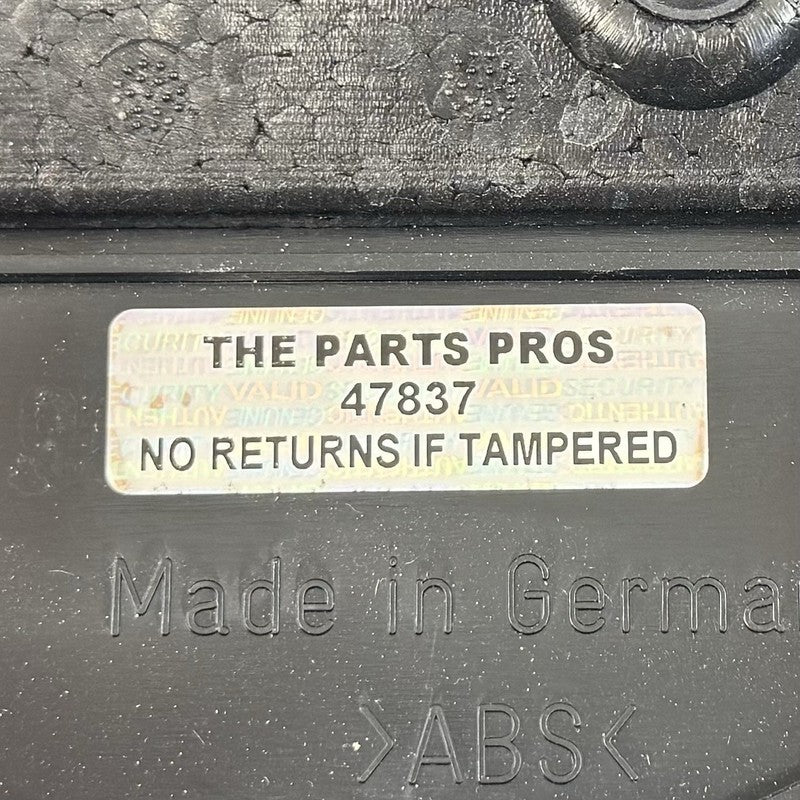 THE PARTS PROS
47837
NO RETURNS IF TAMPERED
Made in Germa
>ABS<